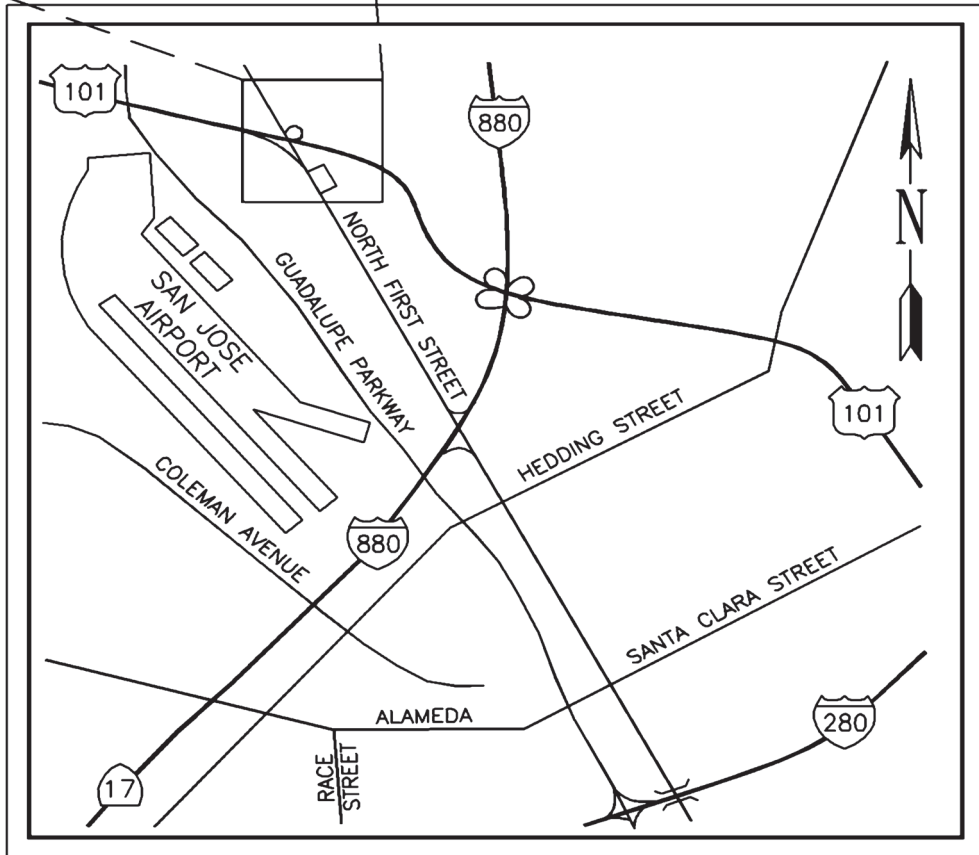 101
880
N
NORTH FIRST STREET
GUADALUPE PARKWAY
SAN JOSE
AIRPORT
101
HEDDING STREET
COLEMAN AVENUE
880
SANTA CLARA STREET
ALAMEDA
280
RACE
STREET
17